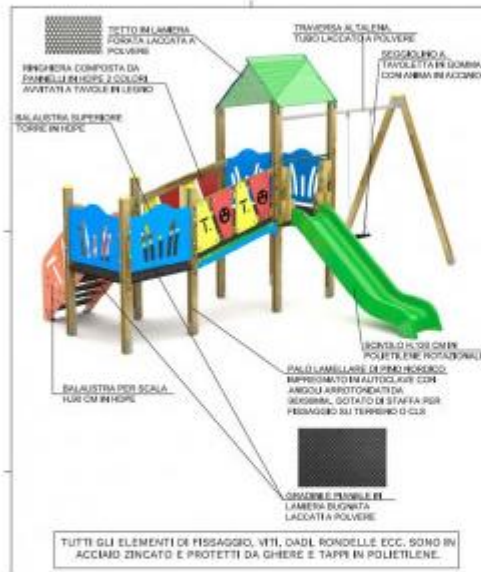 TETTO IN LAMIERA
FORATA LACCATA A
POLVERE
TRAVERSA ALTALENA
TUBO LACCATO A POLVERE
SEGGIOLINO A
TAVOLETTA IN GOMMA
CON ANIMA IN ACCIAIO
RINGHIERA COMPOSTA DA
PANNELLI IN HDPE 2 COLORI
AVVITATI A TAVOLE IN LEGNO
BALAUSTRA SUPERIORE
TORRE IN HDPE
SCIVOLO H.120 CM IN
POLIETILENE ROTAZIONALE
PALO LAMELLARE DI PINO NORDICO
IMPREGNATO IN AUTOCLAVE CON
ANGOLI ARROTONDATI DA
90X90MM, DOTATO DI STAFFA PER
FISSAGGIO SU TERRENO O CLS
BALAUSTRA PER SCALA
H.90 CM IN HDPE
GRADINI E PIANALE IN
LAMIERA BUGNATA
LACCATI A POLVERE
TUTTI GLI ELEMENTI DI FISSAGGIO, VITI, DADI, RONDELLE ECC. SONO IN
ACCIAIO ZINCATO E PROTETTI DA GHIERE E TAPPI IN POLIETILENE.